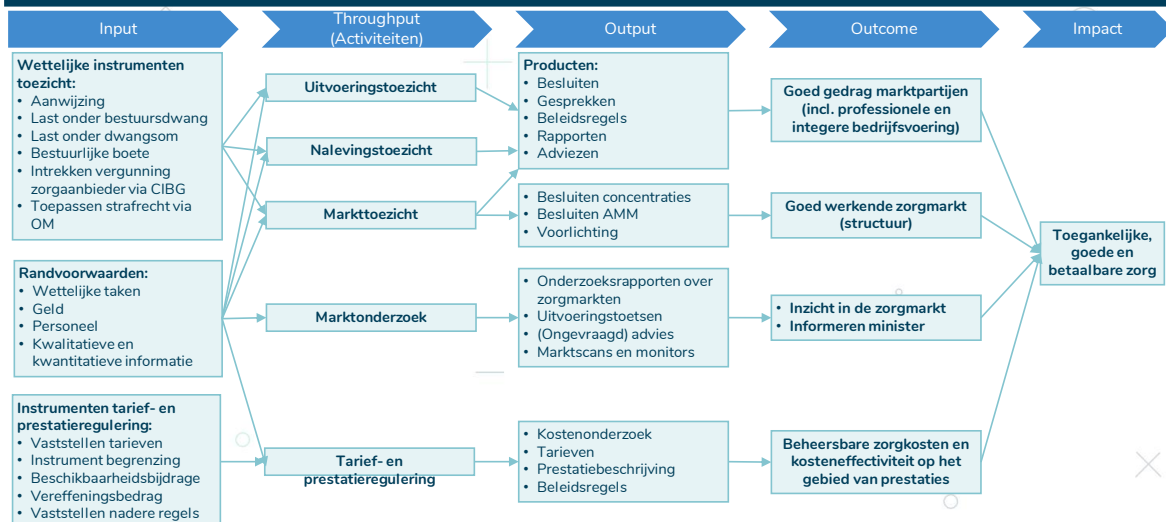 Input
Throughput
(Activiteiten)
Output
Outcome
Impact
Wettelijke instrumenten
toezicht:
• Aanwijzing
• Last onder bestuursdwang
• Last onder dwangsom
• Bestuurlijke boete
• Intrekken vergunning
zorgaanbieder via CIBG
• Toepassen strafrecht via
OM
Randvoorwaarden:
• Wettelijke taken
• Geld
• Personeel
• Kwalitatieve en
kwantitatieve informatie
Instrumenten tarief- en
prestatieregulering:
• Vaststellen tarieven
• Instrument begrenzing
• Beschikbaarheidsbijdrage
• Vereffeningsbedrag
• Vaststellen nadere regels
Uitvoeringstoezicht
Nalevingstoezicht
Markttoezicht
Marktonderzoek
Tarief- en
prestatieregulering
Producten:
• Besluiten
• Gesprekken
• Beleidsregels
• Rapporten
• Adviezen
• Besluiten concentraties
• Besluiten AMM
• Voorlichting
• Onderzoeksrapporten over
zorgmarkten
• Uitvoeringstoetsen
• (Ongevraagd) advies
• Marktscans en monitors
• Kostenonderzoek
• Tarieven
• Prestatiebeschrijving
• Beleidsregels
Goed gedrag marktpartijen
(incl. professionele en
integere bedrijfsvoering)
Goed werkende zorgmarkt
(structuur)
• Inzicht in de zorgmarkt
• Informeren minister
Beheersbare zorgkosten en
kosteneffectiviteit op het
gebied van prestaties
Toegankelijke,
goede en
betaalbare zorg